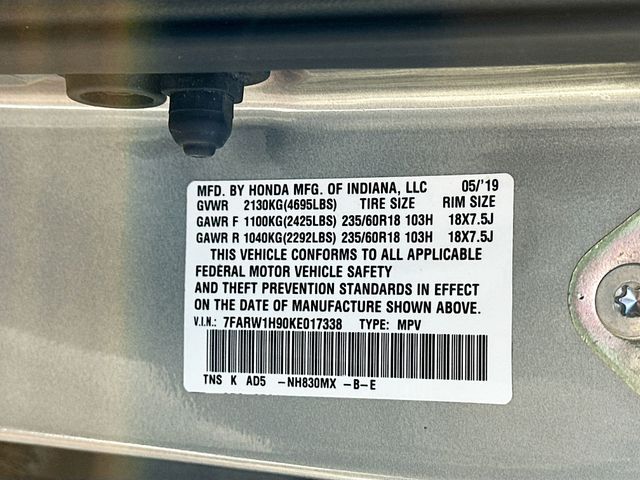 MFD. BY HONDA MFG. OF INDIANA, LLC 05/'19
GVWR 2130KG(4695LBS) TIRE SIZE RIM SIZE
GAWR F 1100KG(2425LBS) 235/60R18 103H 18X7.5J
GAWR R 1040KG(2292LBS) 235/60R18 103H 18X7.5J
THIS VEHICLE CONFORMS TO ALL APPLICABLE
FEDERAL MOTOR VEHICLE SAFETY
AND THEFT PREVENTION STANDARDS IN EFFECT
ON THE DATE OF MANUFACTURE SHOWN ABOVE.
V.I.N.: 7FARW1H90KE017338 TYPE: MPV
TNS K AD5 -NH830MX -B-E